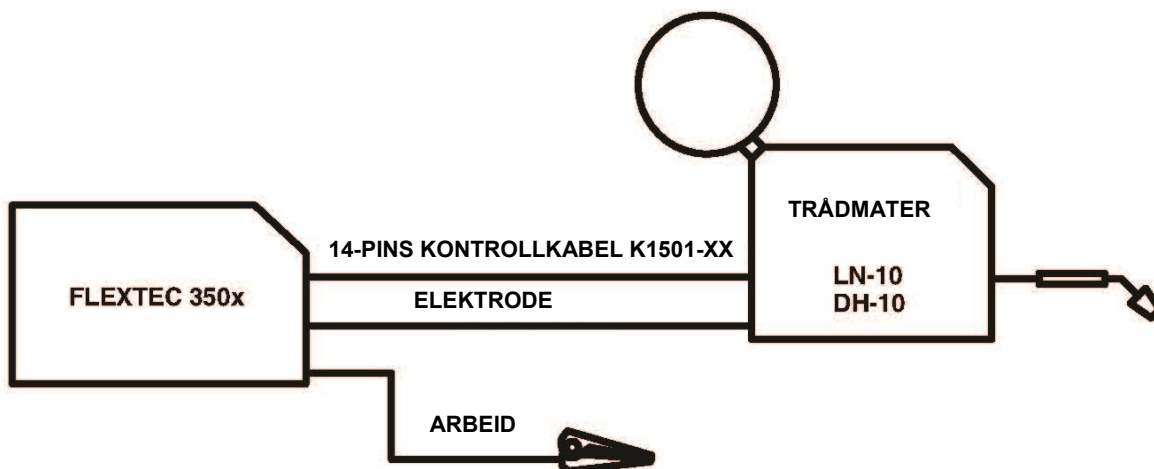 TRÅDMATER
14-PINS KONTROLLKABEL K1501-XX
FLEXTEC 350x
ELEKTRODE
LN-10
DH-10
ARBEID